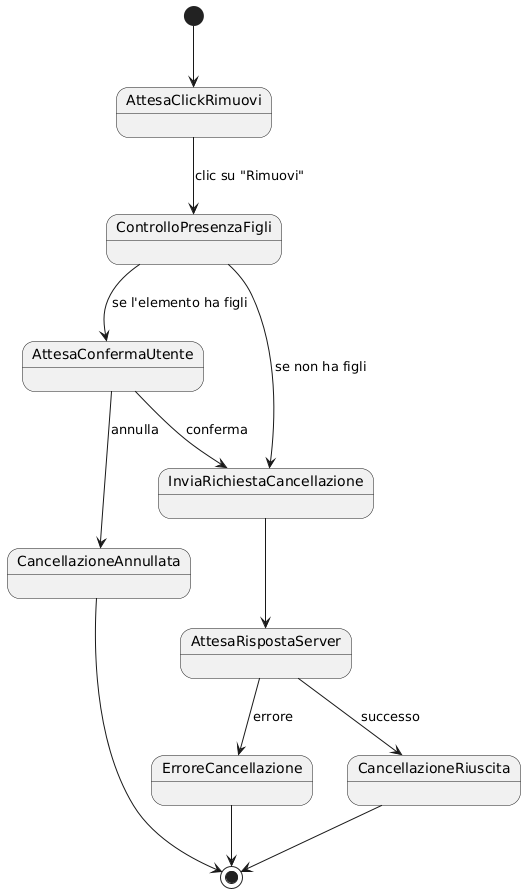 AttesaClickRimuovi
clic su "Rimuovi"
ControlloPresenzaFigli
se l'elemento ha figli
AttesaConfermaUtente
se non ha figli
annulla
conferma
InviaRichiestaCancellazione
CancellazioneAnnullata
AttesaRispostaServer
errore
successo
ErroreCancellazione
CancellazioneRiuscita